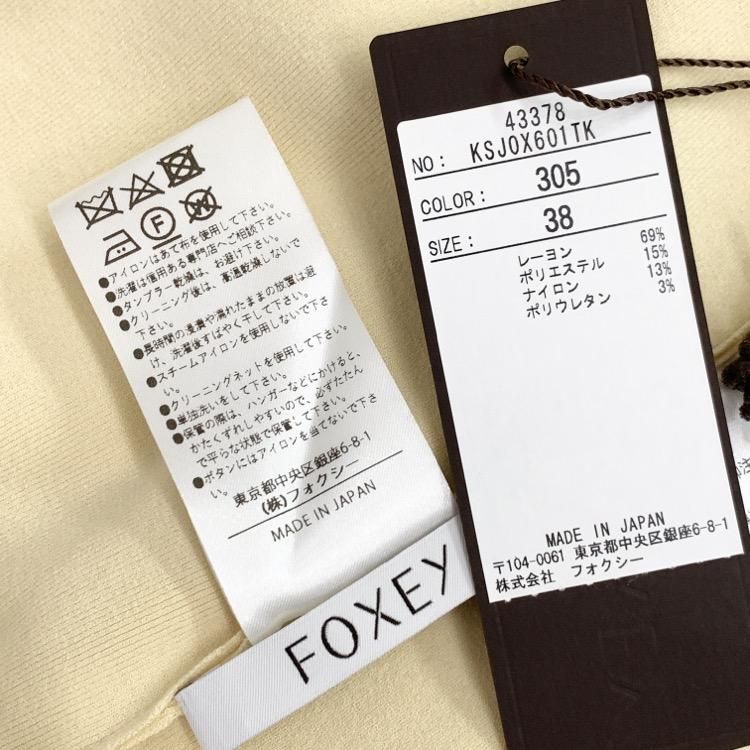 F
●アイロンはあて布を使用して下さい。
●洗濯は信用ある専門店へご相談下さい。
●タンブラー乾燥は、お避け下さい。
●クリーニング後は、高温乾燥しないで
下さい。
●長時間の浸漬や濡れたままの放置は避
け、洗濯後すばやく干して下さい。
●スチームアイロンを使用しないで下さ
い。
●クリーニングネットを使用して下さい。
●単独洗いをして下さい。
●保管の際は、ハンガーなどにかけると、
かたくずれしやすいので、必ずたたん
で平らな状態で保管して下さい。
●ボタンにはアイロンを当てないで下さ
い。
東京都中央区銀座6-8-1
(株)フォクシー
MADE IN JAPAN
FOXEY
43378
NO: KSJ0X601TK
COLOR: 305
SIZE: 38
レーヨン 69%
ポリエステル 15%
ナイロン 13%
ポリウレタン 3%
MADE IN JAPAN
〒104-0061 東京都中央区銀座6-8-1
株式会社 フォクシー